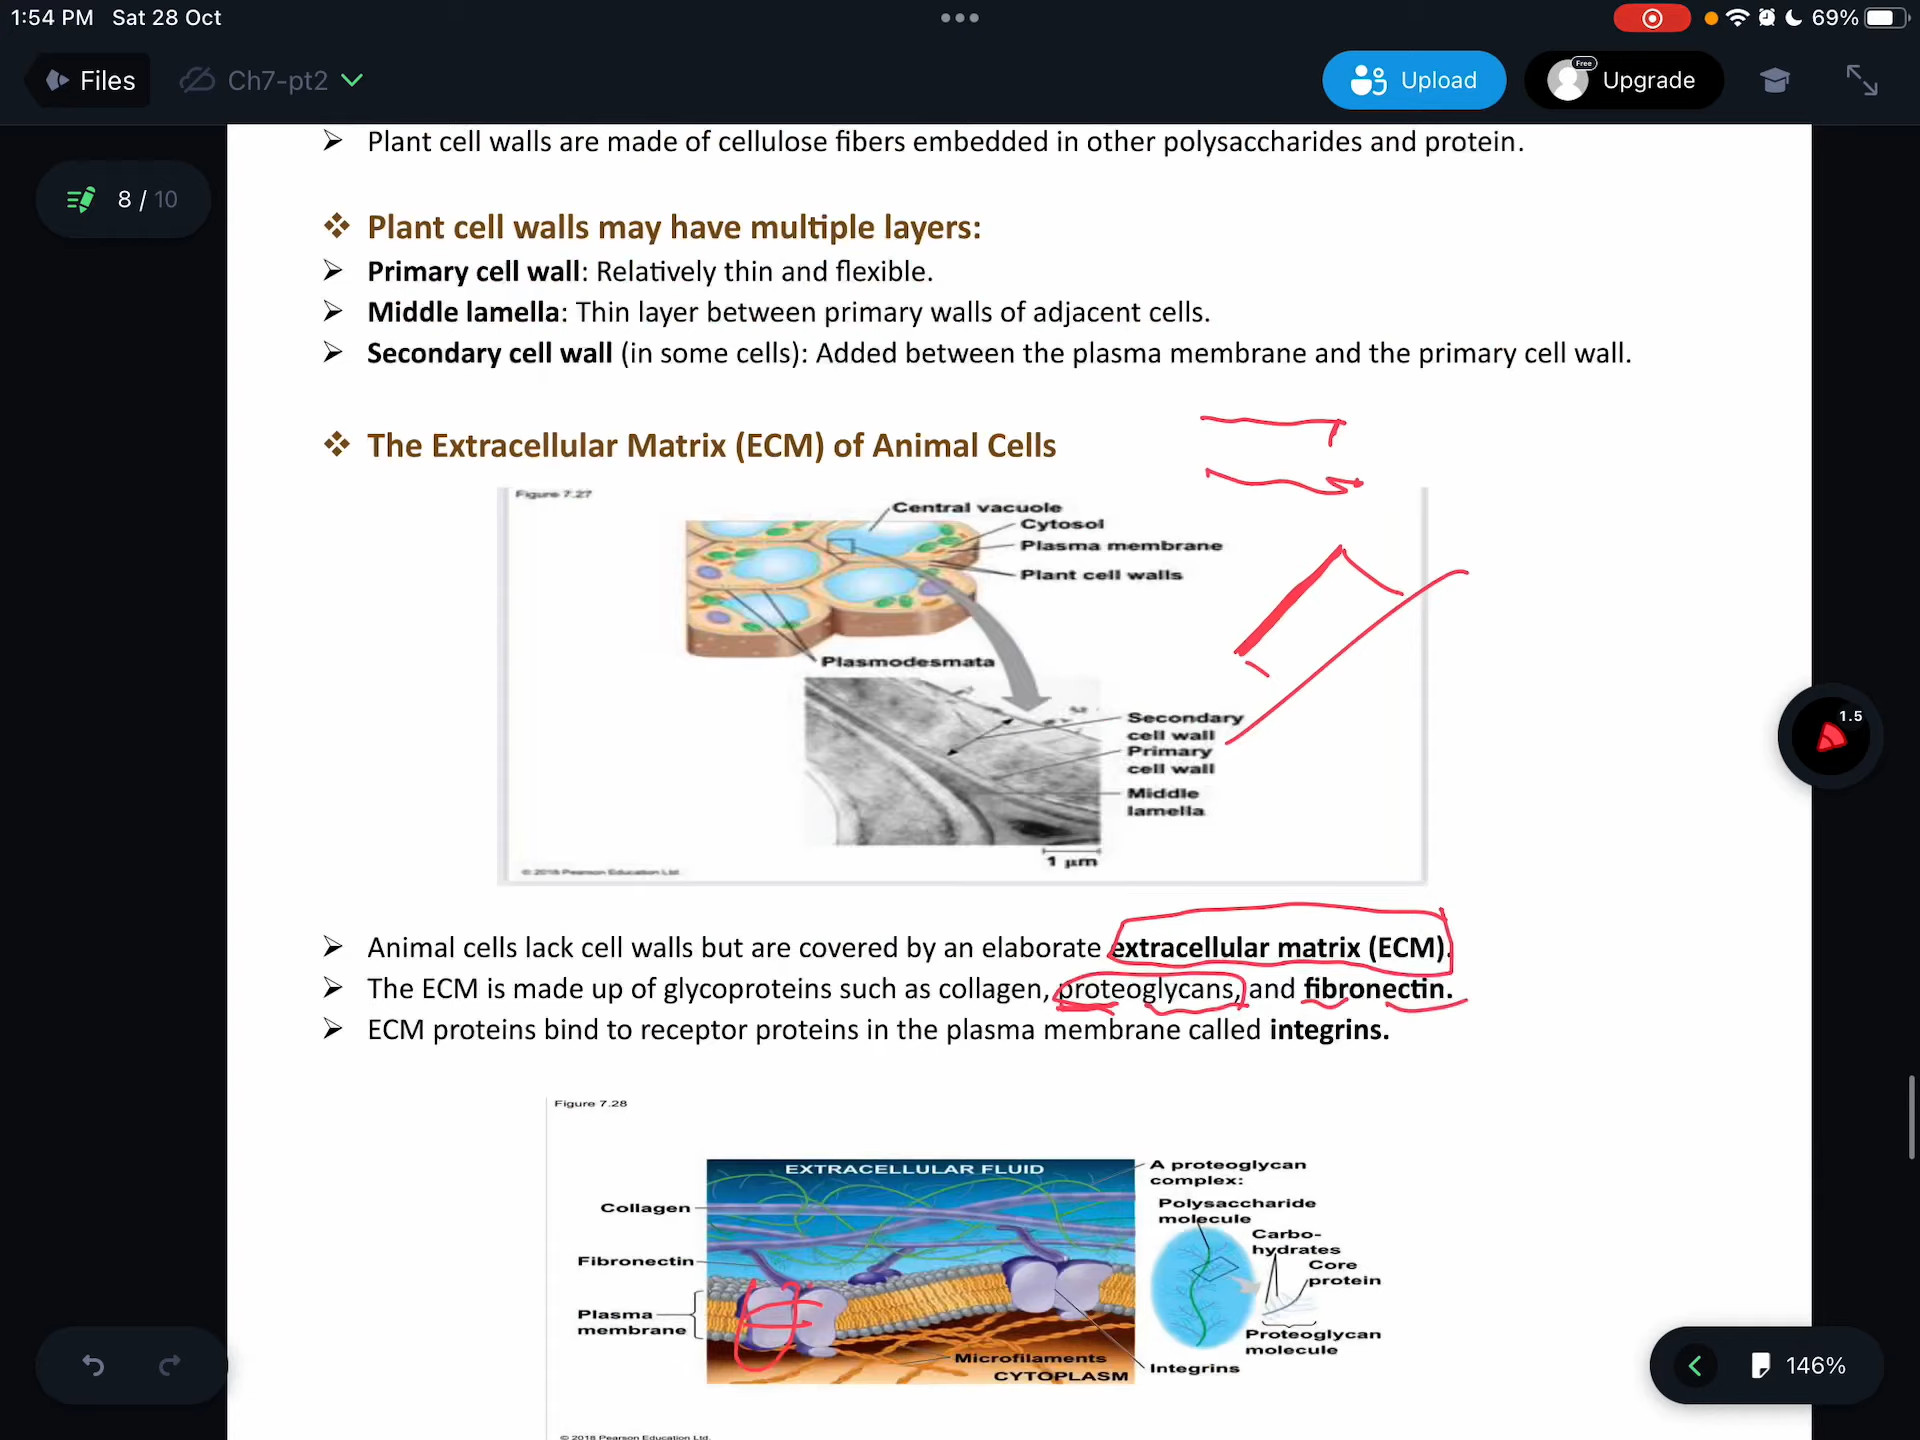 1:54 PM Sat 28 Oct
69%
Files
Ch7-pt2
Upload
Free
Upgrade
8 / 10
Plant cell walls are made of cellulose fibers embedded in other polysaccharides and protein.
Plant cell walls may have multiple layers:
Primary cell wall: Relatively thin and flexible.
Middle lamella: Thin layer between primary walls of adjacent cells.
Secondary cell wall (in some cells): Added between the plasma membrane and the primary cell wall.
The Extracellular Matrix (ECM) of Animal Cells
Figure 7.27
Central vacuole
Cytosol
Plasma membrane
Plant cell walls
Plasmodesmata
Secondary
cell wall
Primary
cell wall
Middle
lamella
1 µm
© 2018 Pearson Education Ltd.
1.5
Animal cells lack cell walls but are covered by an elaborate extracellular matrix (ECM).
The ECM is made up of glycoproteins such as collagen, proteoglycans, and fibronectin.
ECM proteins bind to receptor proteins in the plasma membrane called integrins.
Figure 7.28
EXTRACELLULAR FLUID
Collagen
Fibronectin
Plasma
membrane
Microfilaments
CYTOPLASM
A proteoglycan
complex:
Polysaccharide
molecule
Carbo-
hydrates
Core
protein
Proteoglycan
molecule
Integrins
© 2018 Pearson Education Ltd.
146%